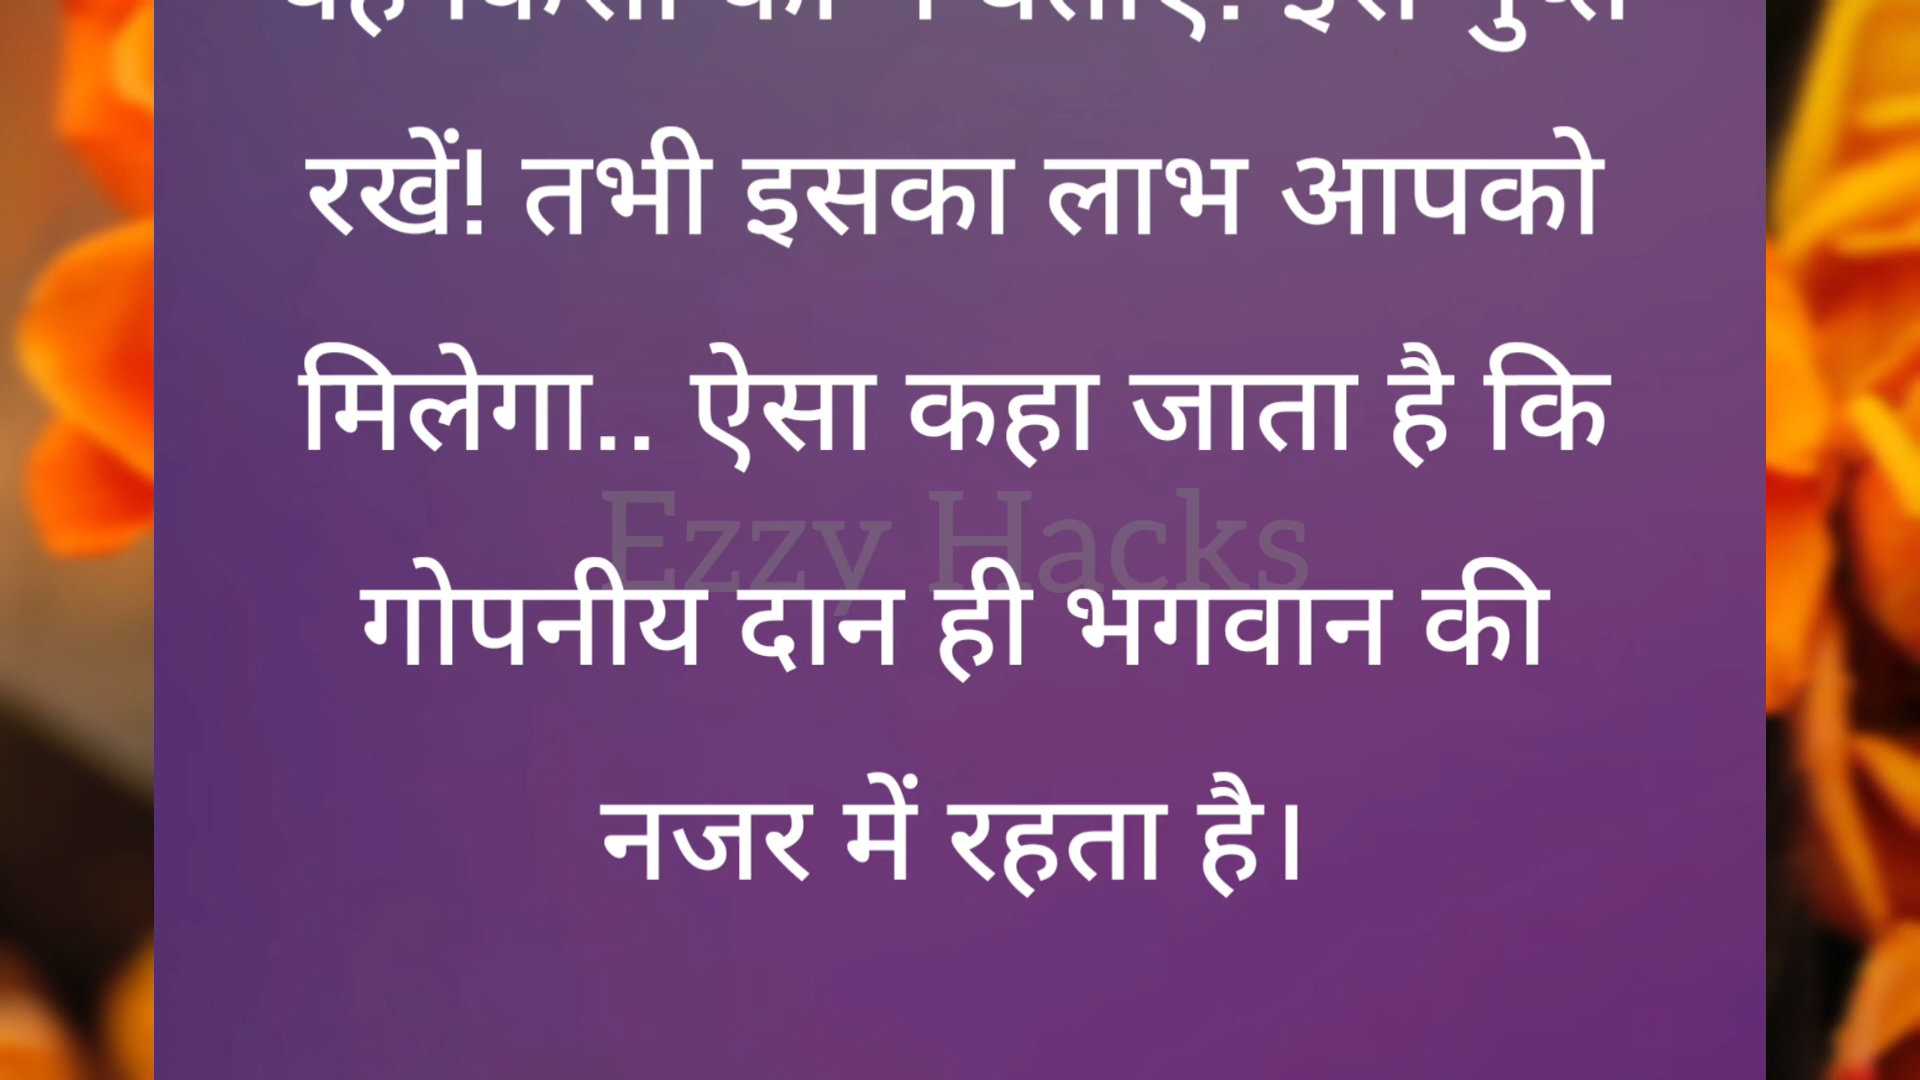 रखें! तभी इसका लाभ आपको
मिलेगा.. ऐसा कहा जाता है कि
Ezzy Hacks
गोपनीय दान ही भगवान की
नजर में रहता है।